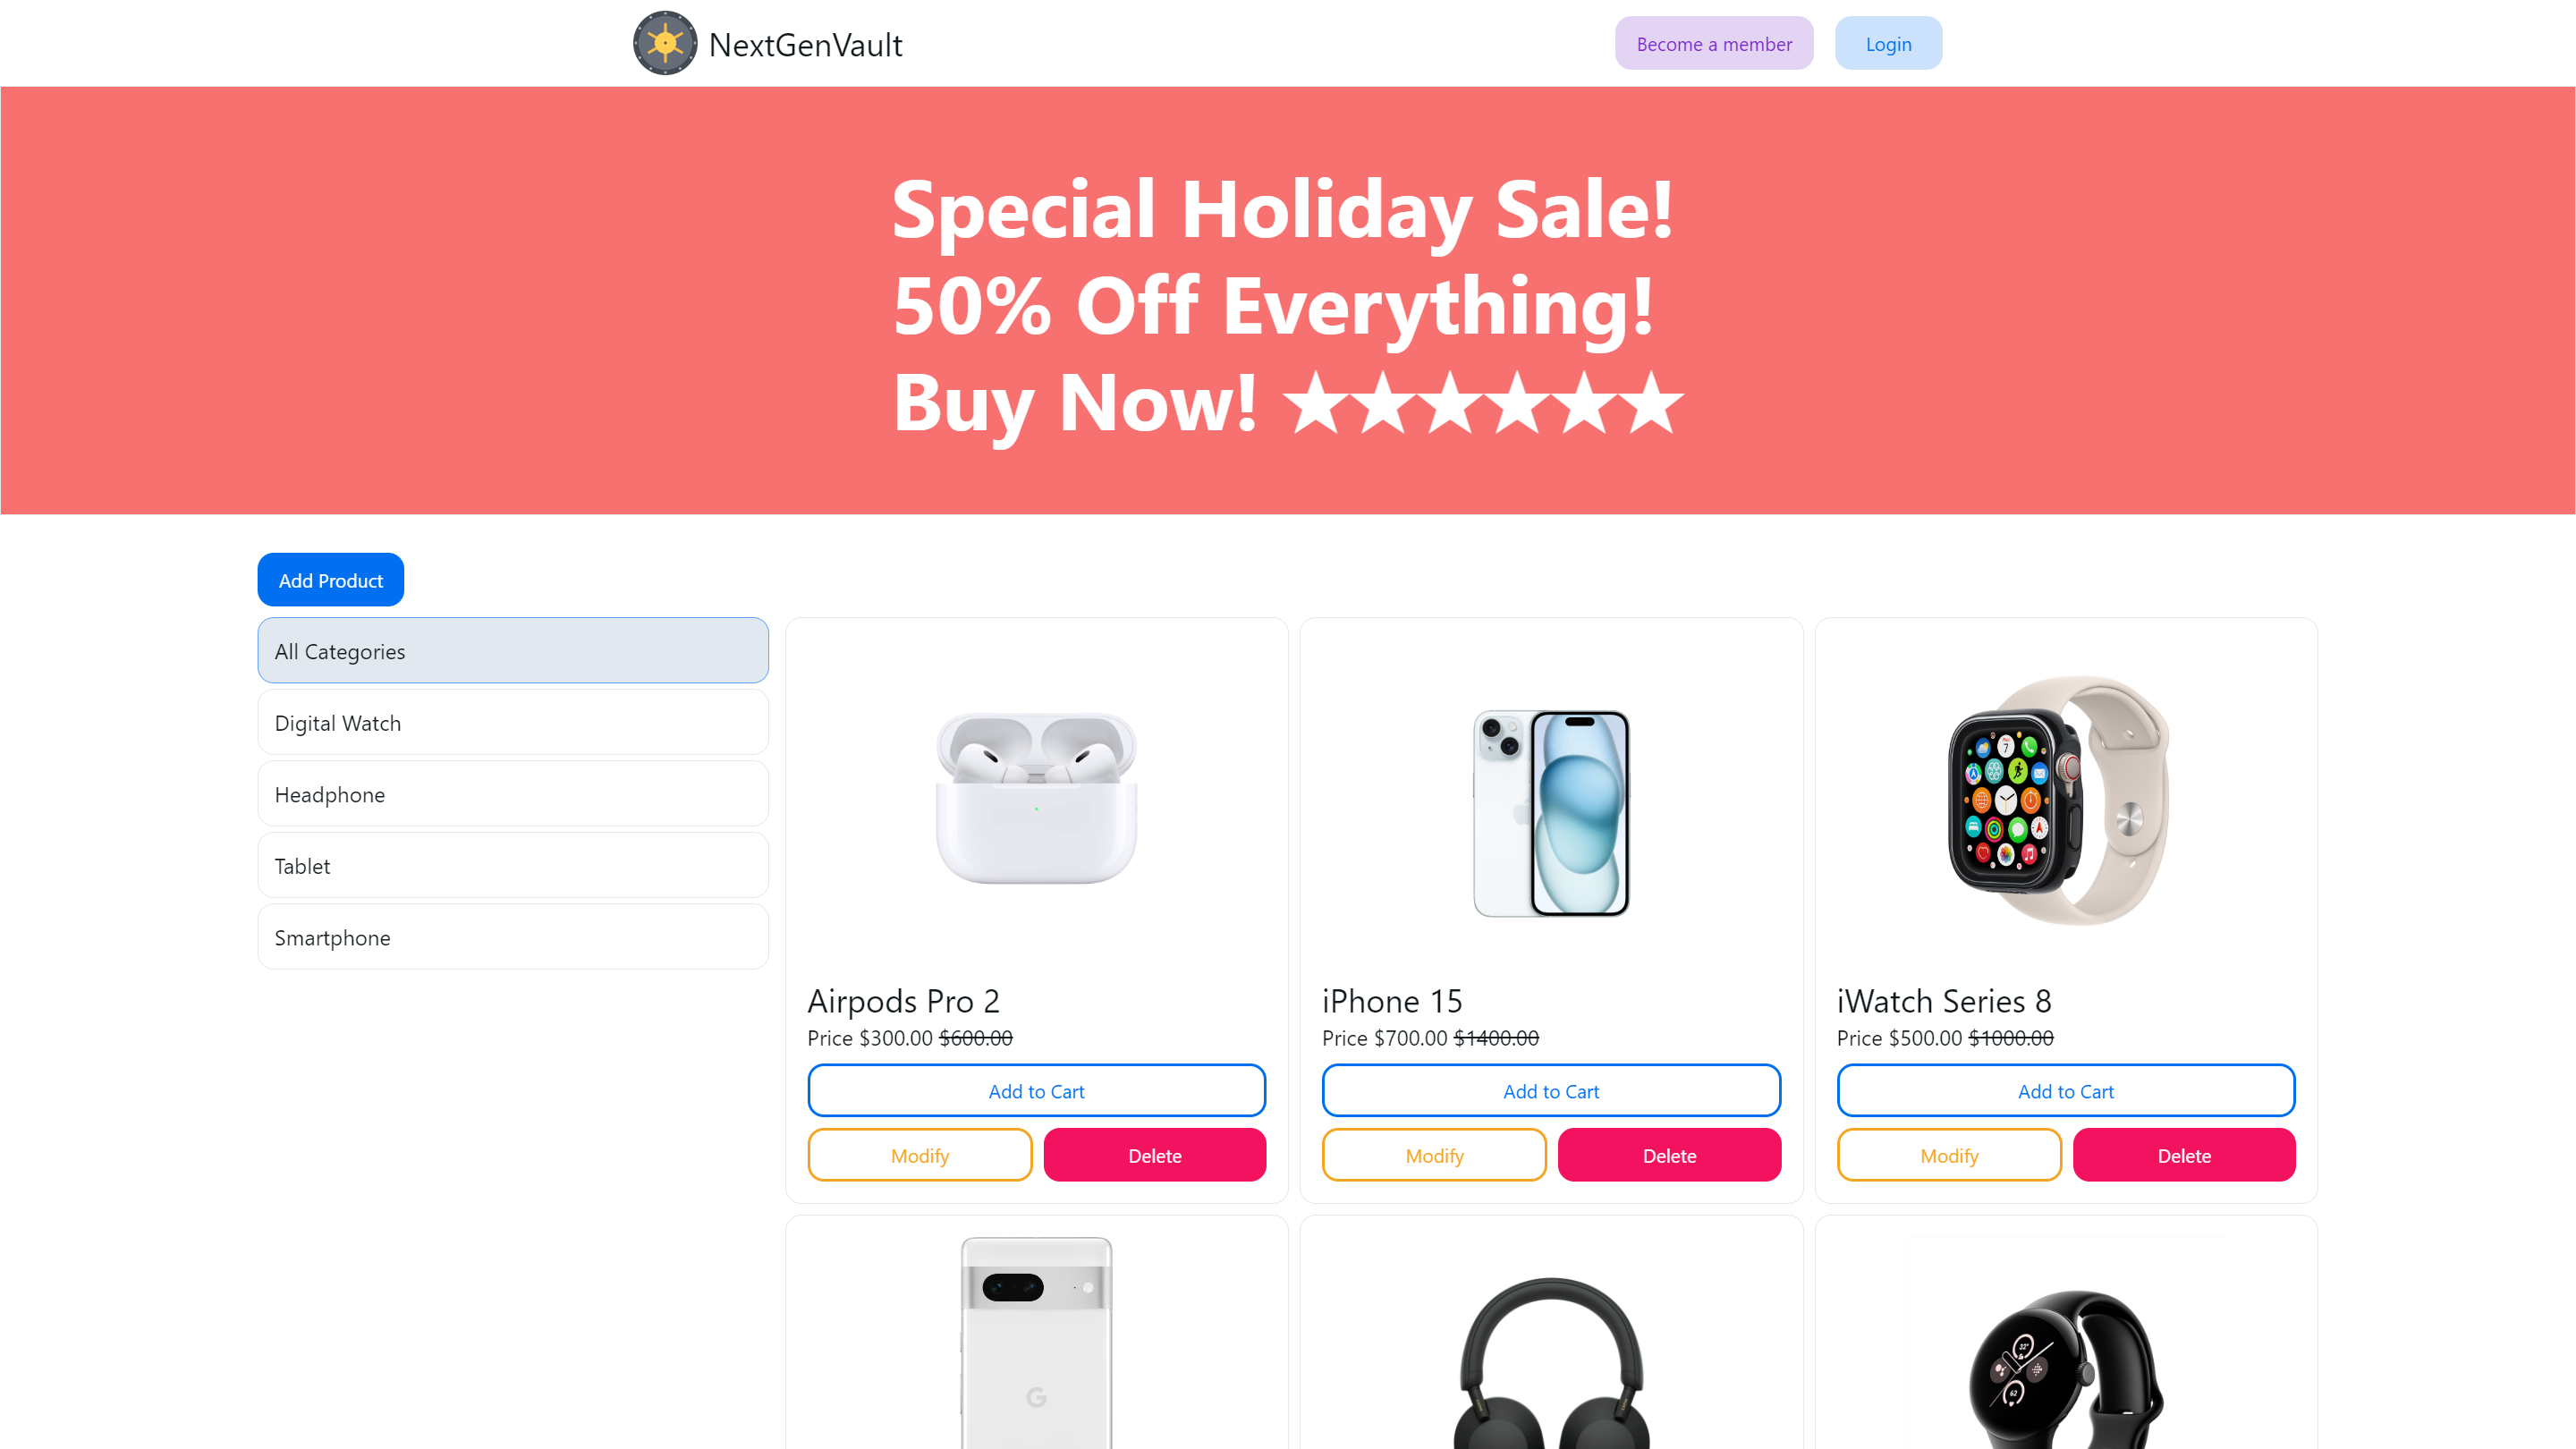 NextGenVault
Become a member
Login
Special Holiday Sale!
50% Off Everything!
Buy Now! ★★★★★★
Add Product
All Categories
Digital Watch
Headphone
Tablet
Smartphone
Airpods Pro 2
Price $300.00 $600.00
Add to Cart
Modify
Delete
iPhone 15
Price $700.00 $1400.00
Add to Cart
Modify
Delete
iWatch Series 8
Price $500.00 $1000.00
Add to Cart
Modify
Delete